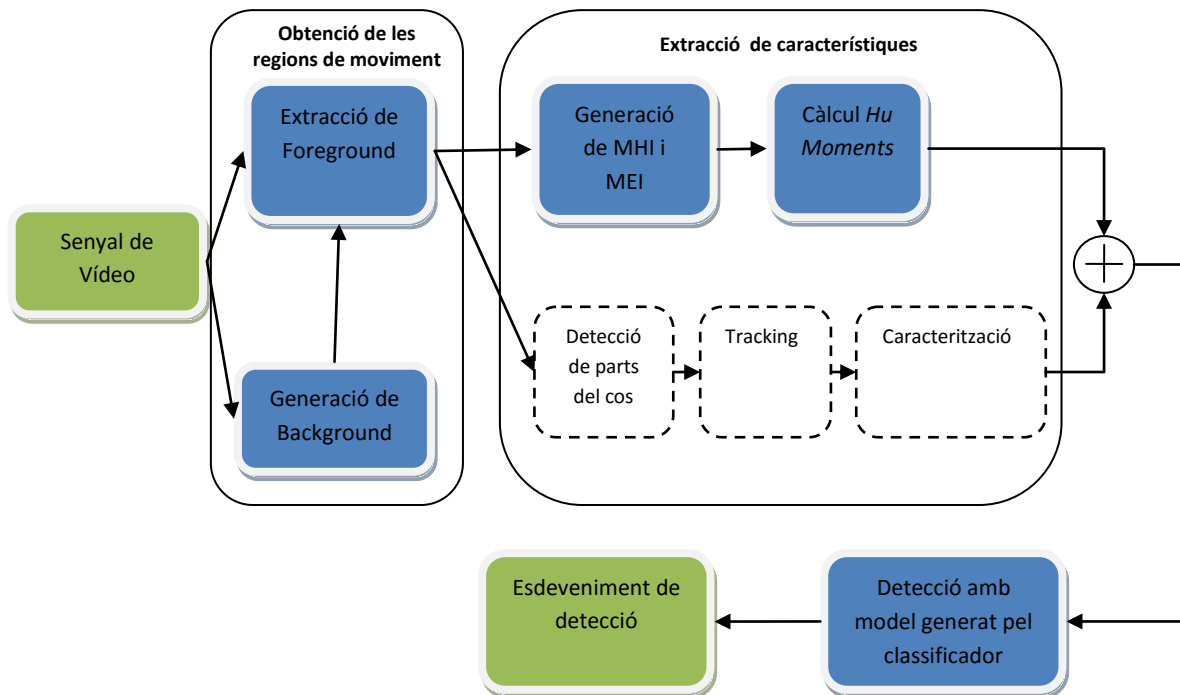 Obtenció de les
regions de moviment
Extracció de
Foreground
Senyal de
Vídeo
Generació de
Background
Extracció de característiques
Generació
de MHI i
MEI
Càlcul Hu
Moments
Detecció
de parts
del cos
Tracking
Caracterització
Esdeveniment de
detecció
Detecció amb
model generat pel
classificador